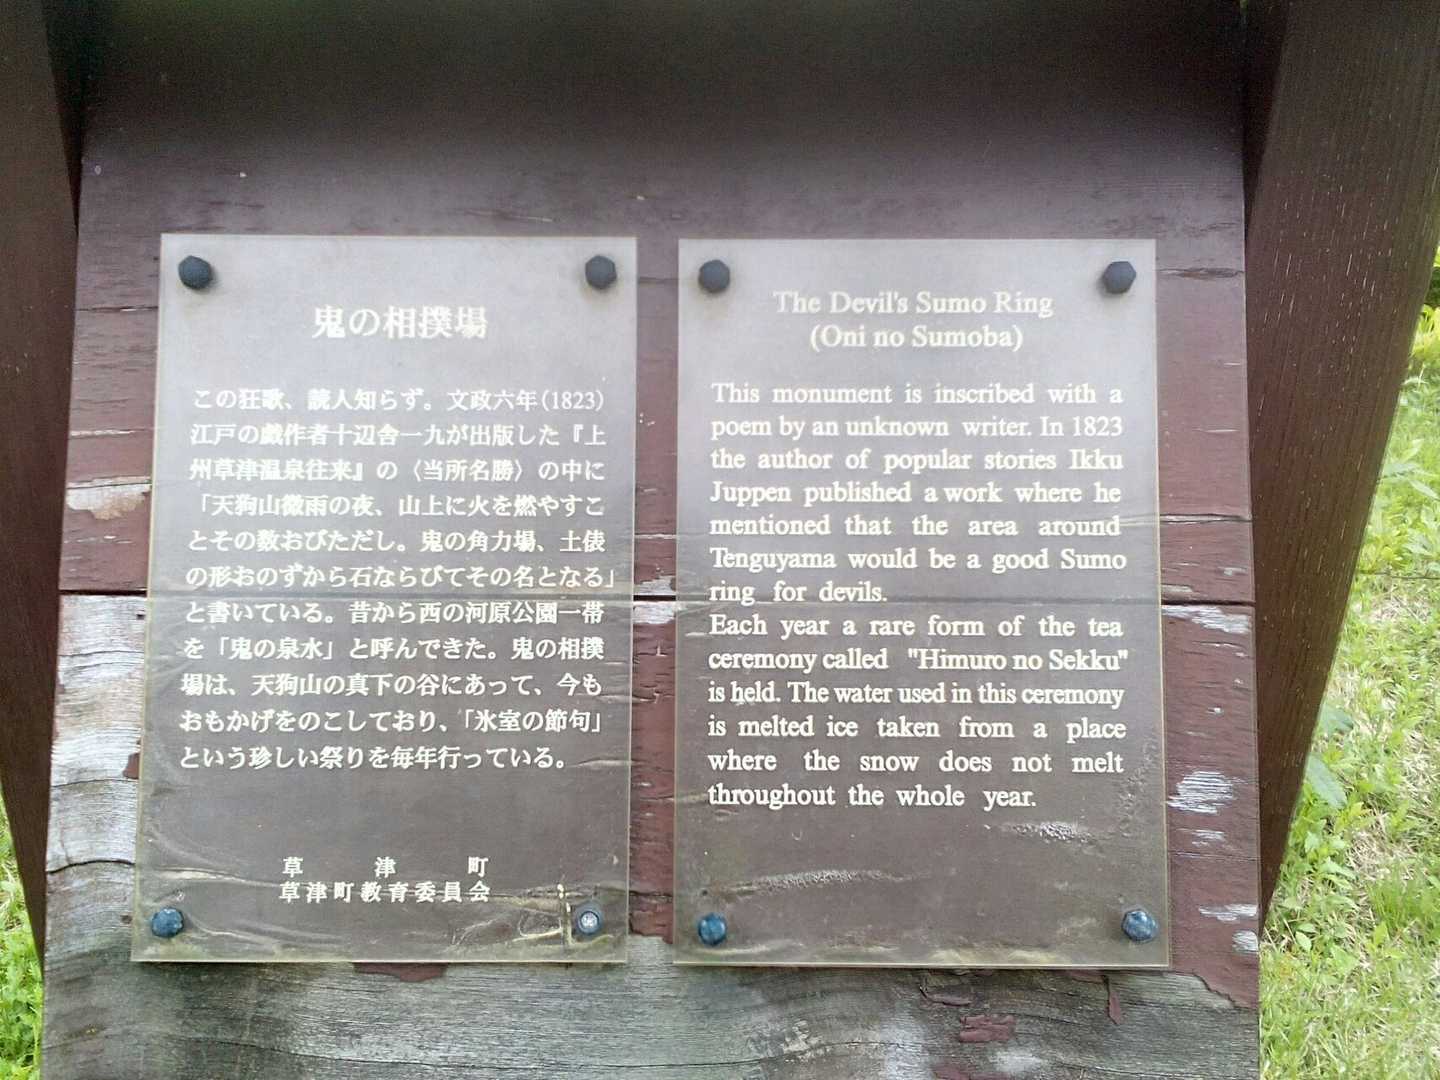 鬼の相撲場
この狂歌、読人知らず。文政六年(1823)
江戸の戯作者十辺舎一九が出版した『上
州草津温泉往来』の〈当所名勝〉の中に
「天狗山微雨の夜、山上に火を燃やすこ
とその数おびただし。鬼の角力場、土俵
の形おのずから石ならびてその名となる」
と書いている。昔から西の河原公園一帯
を「鬼の泉水」と呼んできた。鬼の相撲
場は、天狗山の真下の谷にあって、今も
おもかげをのこしており、「氷室の節句」
という珍しい祭りを毎年行っている。
草津町
草津町教育委員会
The Devil's Sumo Ring
(Oni no Sumoba)
This monument is inscribed with a
poem by an unknown writer. In 1823
the author of popular stories Ikku
Juppen published a work where he
mentioned that the area around
Tenguyama would be a good Sumo
ring for devils.
Each year a rare form of the tea
ceremony called "Himuro no Sekku"
is held. The water used in this ceremony
is melted ice taken from a place
where the snow does not melt
throughout the whole year.